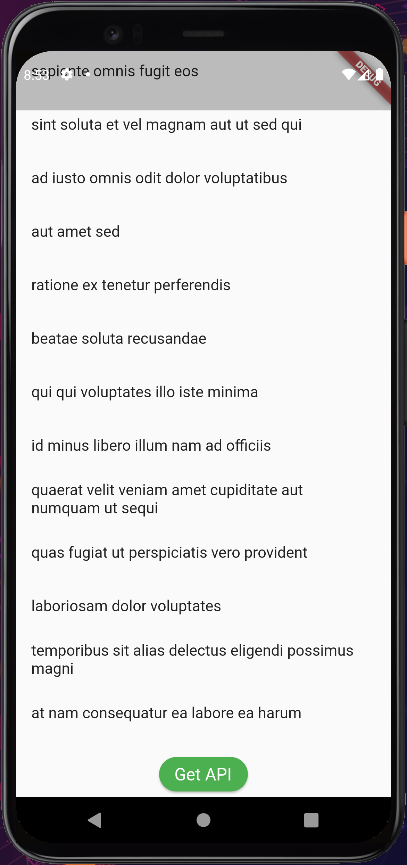 sapiente omnis fugit eos
8:53
DEBUG
sint soluta et vel magnam aut ut sed qui
ad iusto omnis odit dolor voluptatibus
aut amet sed
ratione ex tenetur perferendis
beatae soluta recusandae
qui qui voluptates illo iste minima
id minus libero illum nam ad officiis
quaerat velit veniam amet cupiditate aut
numquam ut sequi
quas fugiat ut perspiciatis vero provident
laboriosam dolor voluptates
temporibus sit alias delectus eligendi possimus
magni
at nam consequatur ea labore ea harum
Get API